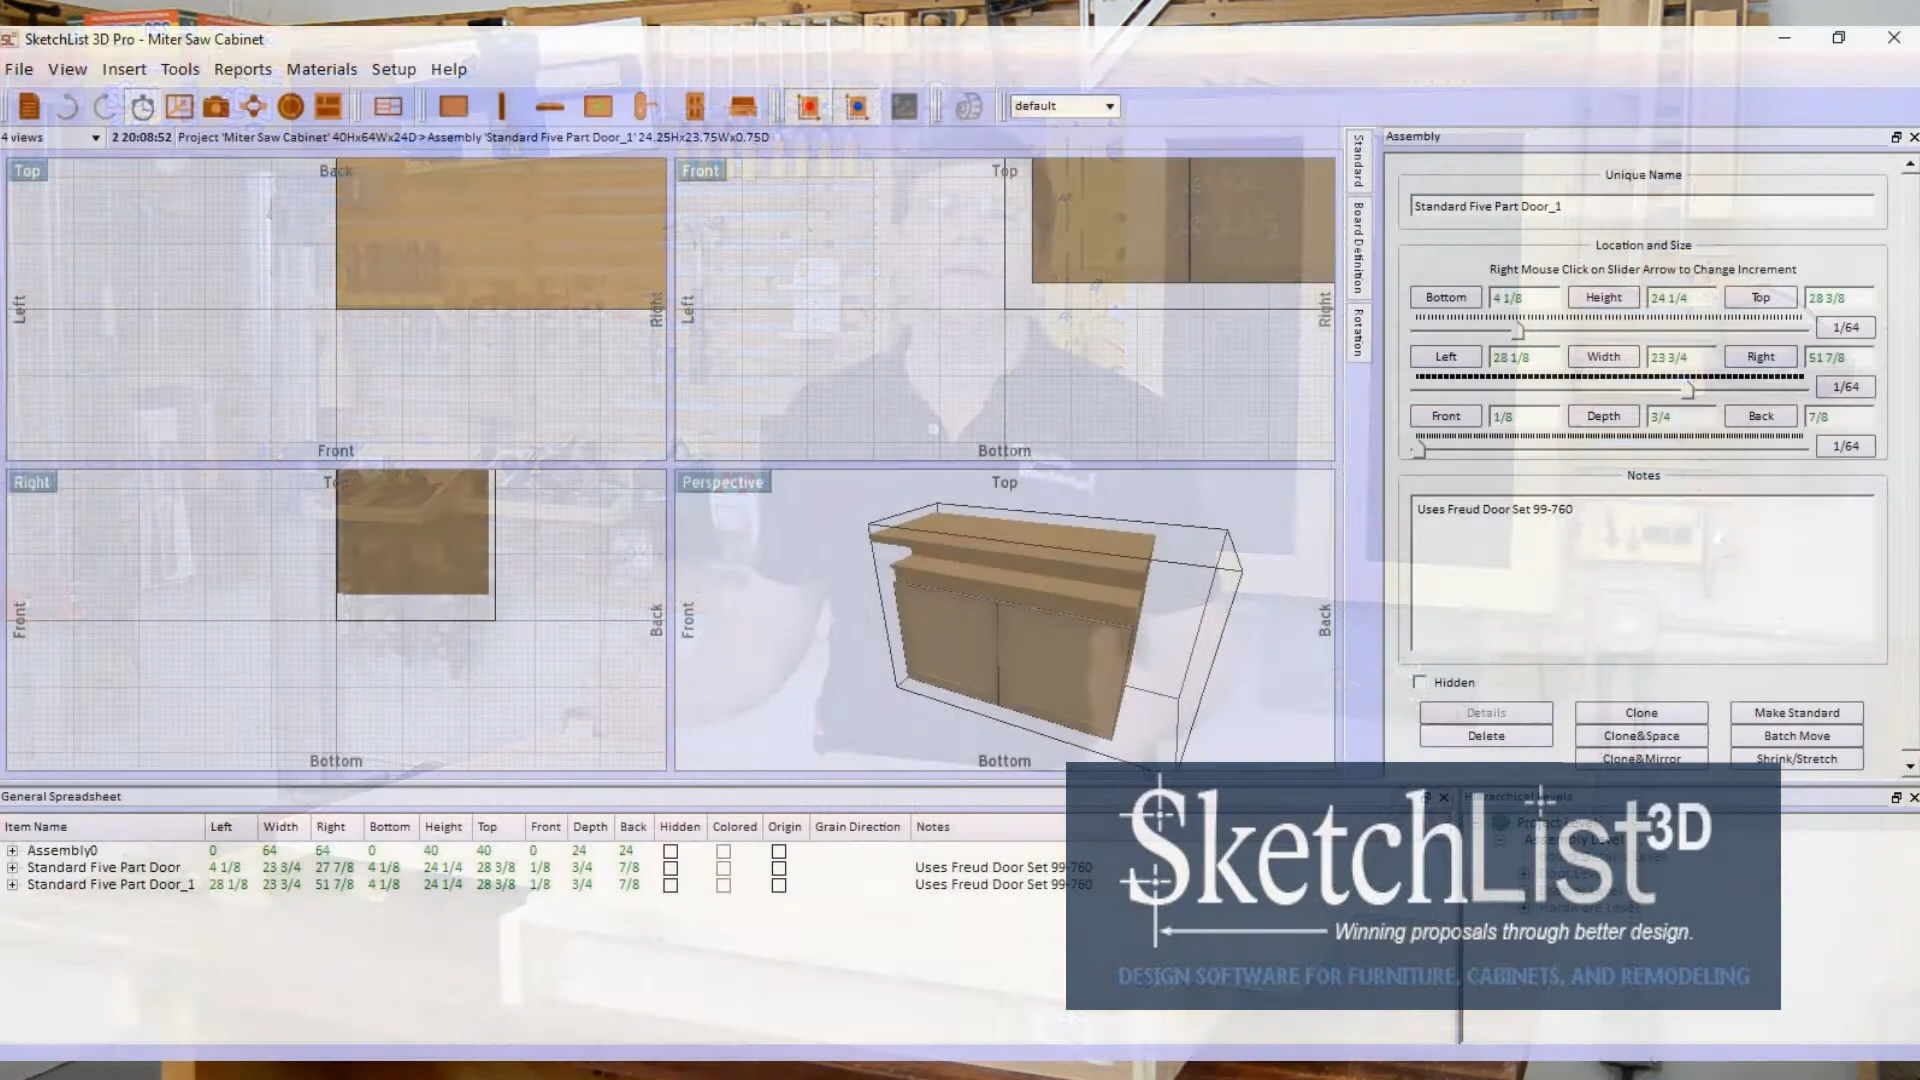 SketchList 3D Pro - Miter Saw Cabinet
File View Insert Tools Reports Materials Setup Help
default
4 views 2 20:08:52 Project 'Miter Saw Cabinet' 40Hx64Wx24D > Assembly 'Standard Five Part Door_1' 24.25Hx23.75Wx0.75D
Top
Back
Left
Right
Front
Front
Top
Left
Right
Bottom
Right
Top
Front
Back
Bottom
Perspective
Top
Front
Back
Bottom
Standard
Board Definition
Rotation
Assembly
Unique Name
Standard Five Part Door_1
Location and Size
Right Mouse Click on Slider Arrow to Change Increment
Bottom 4 1/8 Height 24 1/4 Top 28 3/8
1/64
Left 28 1/8 Width 23 3/4 Right 51 7/8
1/64
Front 1/8 Depth 3/4 Back 7/8
1/64
Notes
Uses Freud Door Set 99-760
Hidden
Details Clone Make Standard
Delete Clone&Space Batch Move
Clone&Mirror Shrink/Stretch
General Spreadsheet
Item Name Left Width Right Bottom Height Top Front Depth Back Hidden Colored Origin Grain Direction Notes
Assembly0 0 64 64 0 40 40 0 24 24
Standard Five Part Door 4 1/8 23 3/4 27 7/8 4 1/8 24 1/4 28 3/8 1/8 3/4 7/8 Uses Freud Door Set 99-760
Standard Five Part Door_1 28 1/8 23 3/4 51 7/8 4 1/8 24 1/4 28 3/8 1/8 3/4 7/8 Uses Freud Door Set 99-760
Hierarchical Levels
Project Level
Assembly Level
Hardware Level
SketchList 3D
Winning proposals through better design.
DESIGN SOFTWARE FOR FURNITURE, CABINETS, AND REMODELING